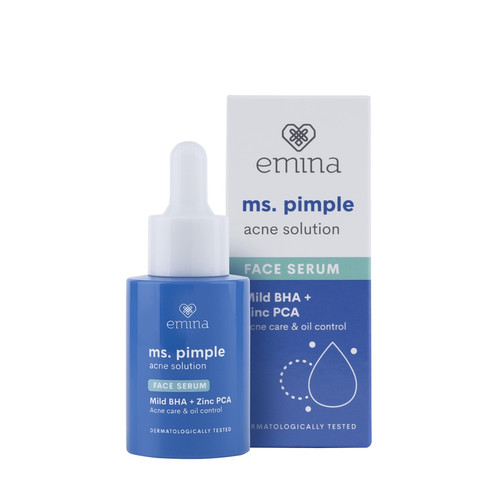 emina
ms. pimple
acne solution
FACE SERUM
Mild BHA + Zinc PCA
Acne care & oil control
DERMATOLOGICALLY TESTED
emina
ms. pimple
acne solution
FACE SERUM
Mild BHA +
Zinc PCA
Acne care & oil control
DERMATOLOGICALLY TESTED